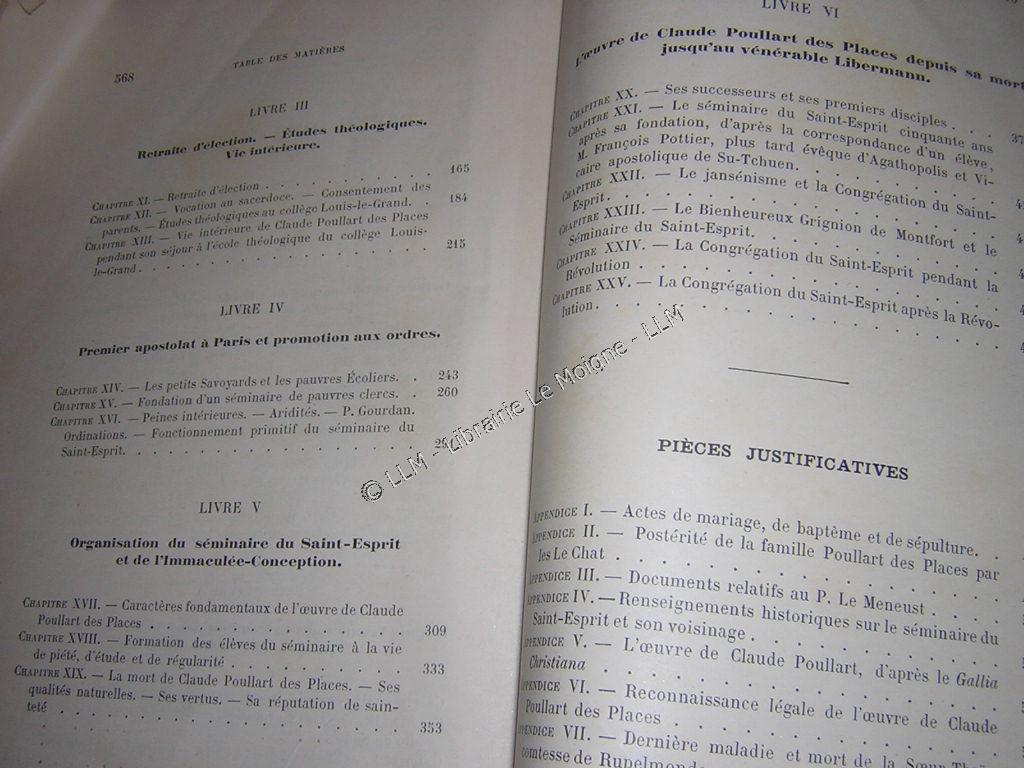 568
TABLE DES MATIÈRES
LIVRE III
Retraite d'élection. — Études théologiques.
Vie intérieure.
CHAPITRE XI. — Retraite d'élection . . . . . . . . . 165
CHAPITRE XII. — Vocation au sacerdoce. — Consentement des
parents. — Études théologiques au collège Louis-le-Grand. . 184
CHAPITRE XIII. — Vie intérieure de Claude Poullart des Places
pendant son séjour à l'école théologique du collège Louis-
le-Grand . . . . . . . . . . . . . . . . 215
LIVRE IV
Premier apostolat à Paris et promotion aux ordres.
CHAPITRE XIV. — Les petits Savoyards et les pauvres Écoliers. . 243
CHAPITRE XV. — Fondation d'un séminaire de pauvres clercs. . 260
CHAPITRE XVI. — Peines intérieures. — Aridités. — P. Gourdan.
Ordinations. — Fonctionnement primitif du séminaire du
Saint-Esprit. . . . . . . . . . . . . . . .
LIVRE V
Organisation du séminaire du Saint-Esprit
et de l'Immaculée-Conception.
CHAPITRE XVII. — Caractères fondamentaux de l'œuvre de Claude
Poullart des Places . . . . . . . . . . . . . 309
CHAPITRE XVIII. — Formation des élèves du séminaire à la vie
de piété, d'étude et de régularité . . . . . . . . . 333
CHAPITRE XIX. — La mort de Claude Poullart des Places. — Ses
qualités naturelles. — Ses vertus. — Sa réputation de sain-
teté . . . . . . . . . . . . . . . . . . 353
LIVRE VI
L'œuvre de Claude Poullart des Places depuis sa mort
jusqu'au vénérable Libermann.
CHAPITRE XX. — Ses successeurs et ses premiers disciples . . .
CHAPITRE XXI. — Le séminaire du Saint-Esprit cinquante ans
après sa fondation, d'après la correspondance d'un élève,
M. François Pottier, plus tard évêque d'Agathopolis et Vi-
caire apostolique de Su-Tchuen. . . . . . . . . .
CHAPITRE XXII. — Le jansénisme et la Congrégation du Saint-
Esprit. . . . . . . . . . . . . . . . . .
CHAPITRE XXIII. — Le Bienheureux Grignion de Montfort et le
Séminaire du Saint-Esprit. . . . . . . . . . . .
CHAPITRE XXIV. — La Congrégation du Saint-Esprit pendant la
Révolution . . . . . . . . . . . . . . . .
CHAPITRE XXV. — La Congrégation du Saint-Esprit après la Révo-
lution. . . . . . . . . . . . . . . . . .
PIÈCES JUSTIFICATIVES
APPENDICE I. — Actes de mariage, de baptême et de sépulture. .
APPENDICE II. — Postérité de la famille Poullart des Places par
les Le Chat . . . . . . . . . . . . . . . .
APPENDICE III. — Documents relatifs au P. Le Meneust . . . .
APPENDICE IV. — Renseignements historiques sur le séminaire du
Saint-Esprit et son voisinage . . . . . . . . . .
APPENDICE V. — L'œuvre de Claude Poullart, d'après le Gallia
Christiana . . . . . . . . . . . . . . . .
APPENDICE VI. — Reconnaissance légale de l'œuvre de Claude
Poullart des Places . . . . . . . . . . . . .
APPENDICE VII. — Dernière maladie et mort de la Sœur
comtesse de Rupelmonde
© LLM - Librairie Le Moigne - LLM